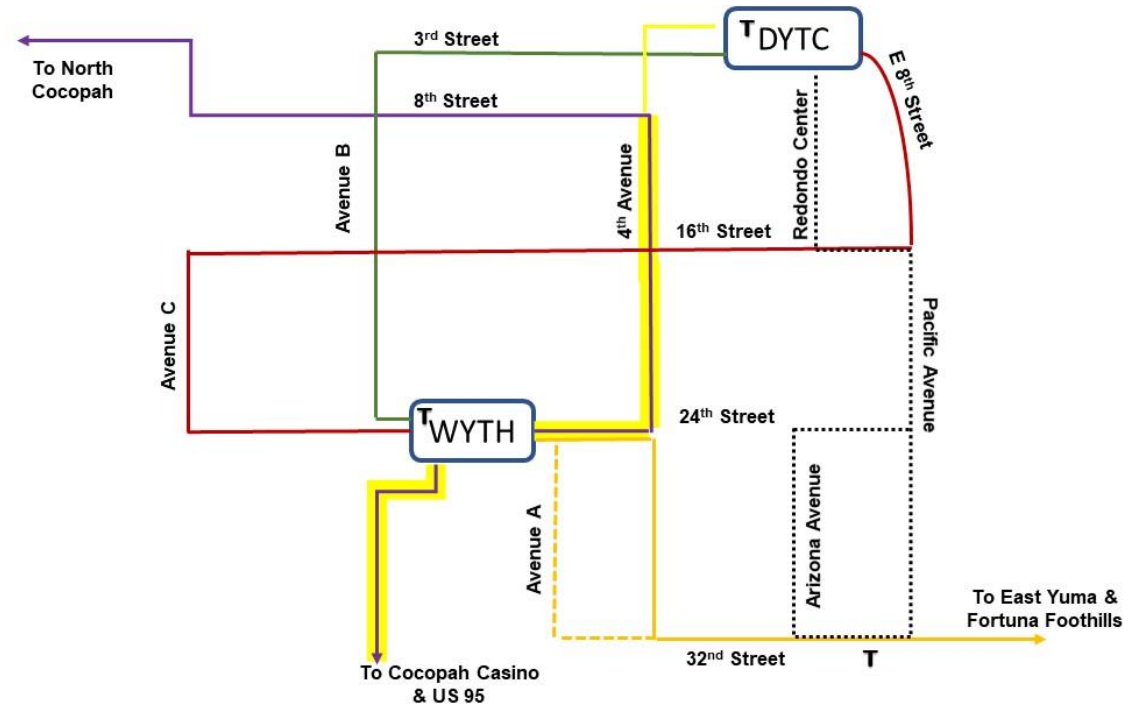 3rd Street
T DYTC
To North
Cocopah
8th Street
E 8th Street
Avenue B
4th Avenue
Redondo Center
16th Street
Avenue C
Pacific Avenue
T WYTH
24th Street
Avenue A
Arizona Avenue
To East Yuma &
Fortuna Foothills
32nd Street
T
To Cocopah Casino
& US 95